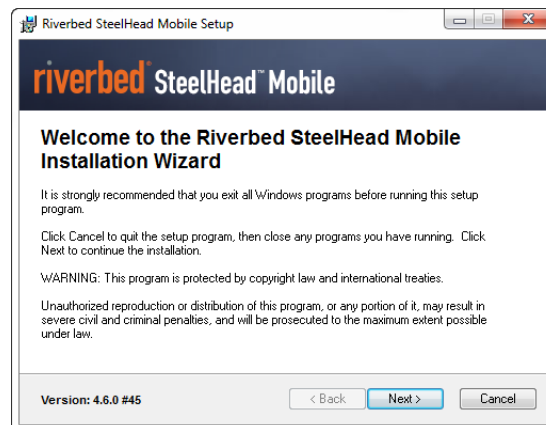 Riverbed SteelHead Mobile Setup
riverbed® SteelHead™ Mobile
Welcome to the Riverbed SteelHead Mobile
Installation Wizard
It is strongly recommended that you exit all Windows programs before running this setup
program.
Click Cancel to quit the setup program, then close any programs you have running. Click
Next to continue the installation.
WARNING: This program is protected by copyright law and international treaties.
Unauthorized reproduction or distribution of this program, or any portion of it, may result in
severe civil and criminal penalties, and will be prosecuted to the maximum extent possible
under law.
Version: 4.6.0 #45
< Back
Next >
Cancel